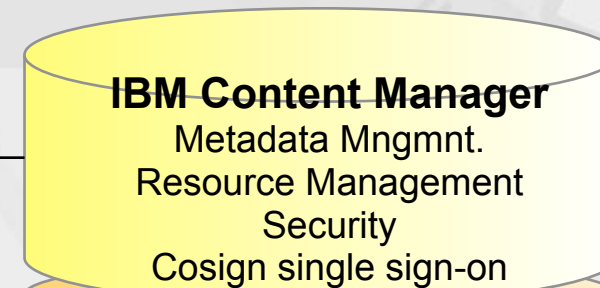 IBM Content Manager
Metadata Mngmnt.
Resource Management
Security
Cosign single sign-on